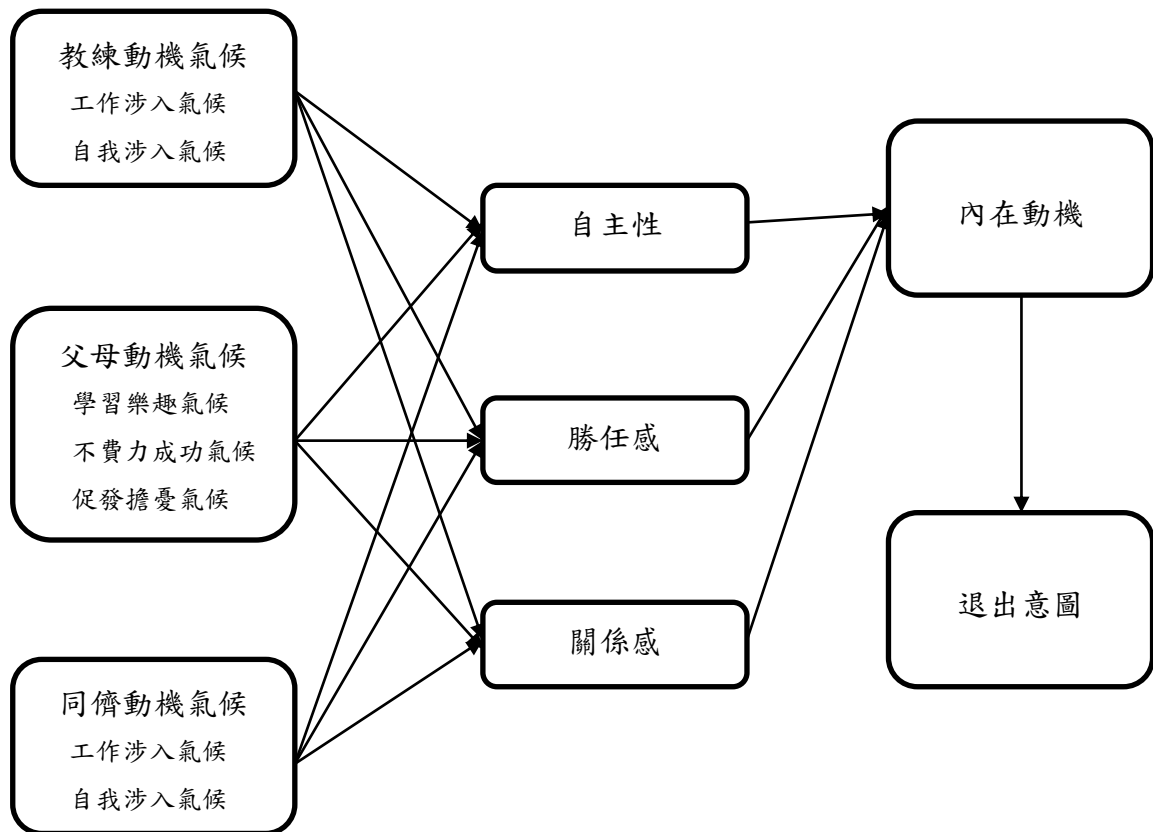 教練動機氣候
工作涉入氣候
自我涉入氣候
父母動機氣候
學習樂趣氣候
不費力成功氣候
促發擔憂氣候
同儕動機氣候
工作涉入氣候
自我涉入氣候
自主性
勝任感
關係感
內在動機
退出意圖